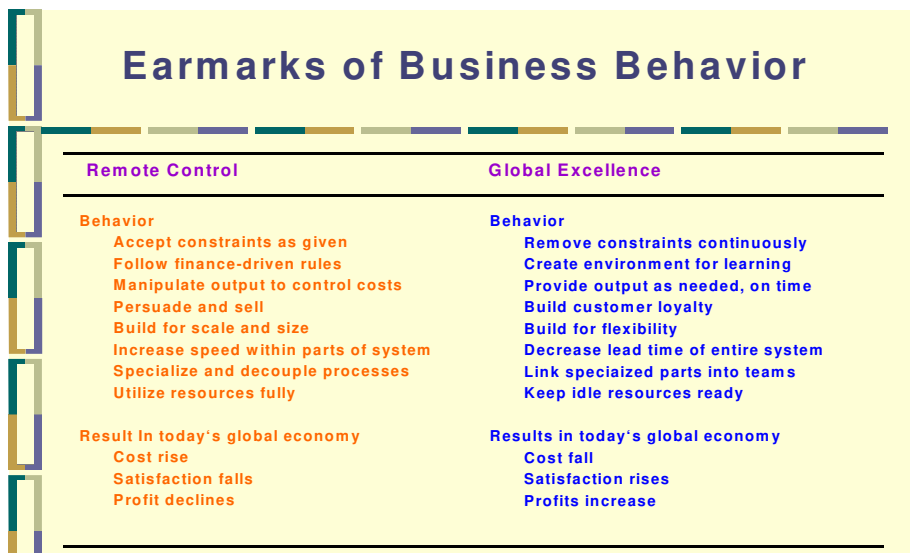 Earmarks of Business Behavior
Remote Control
Global Excellence
Behavior
Accept constraints as given
Follow finance-driven rules
Manipulate output to control costs
Persuade and sell
Build for scale and size
Increase speed within parts of system
Specialize and decouple processes
Utilize resources fully
Result In today‘s global economy
Cost rise
Satisfaction falls
Profit declines
Behavior
Remove constraints continuously
Create environment for learning
Provide output as needed, on time
Build customer loyalty
Build for flexibility
Decrease lead time of entire system
Link speciaized parts into teams
Keep idle resources ready
Results in today‘s global economy
Cost fall
Satisfaction rises
Profits increase